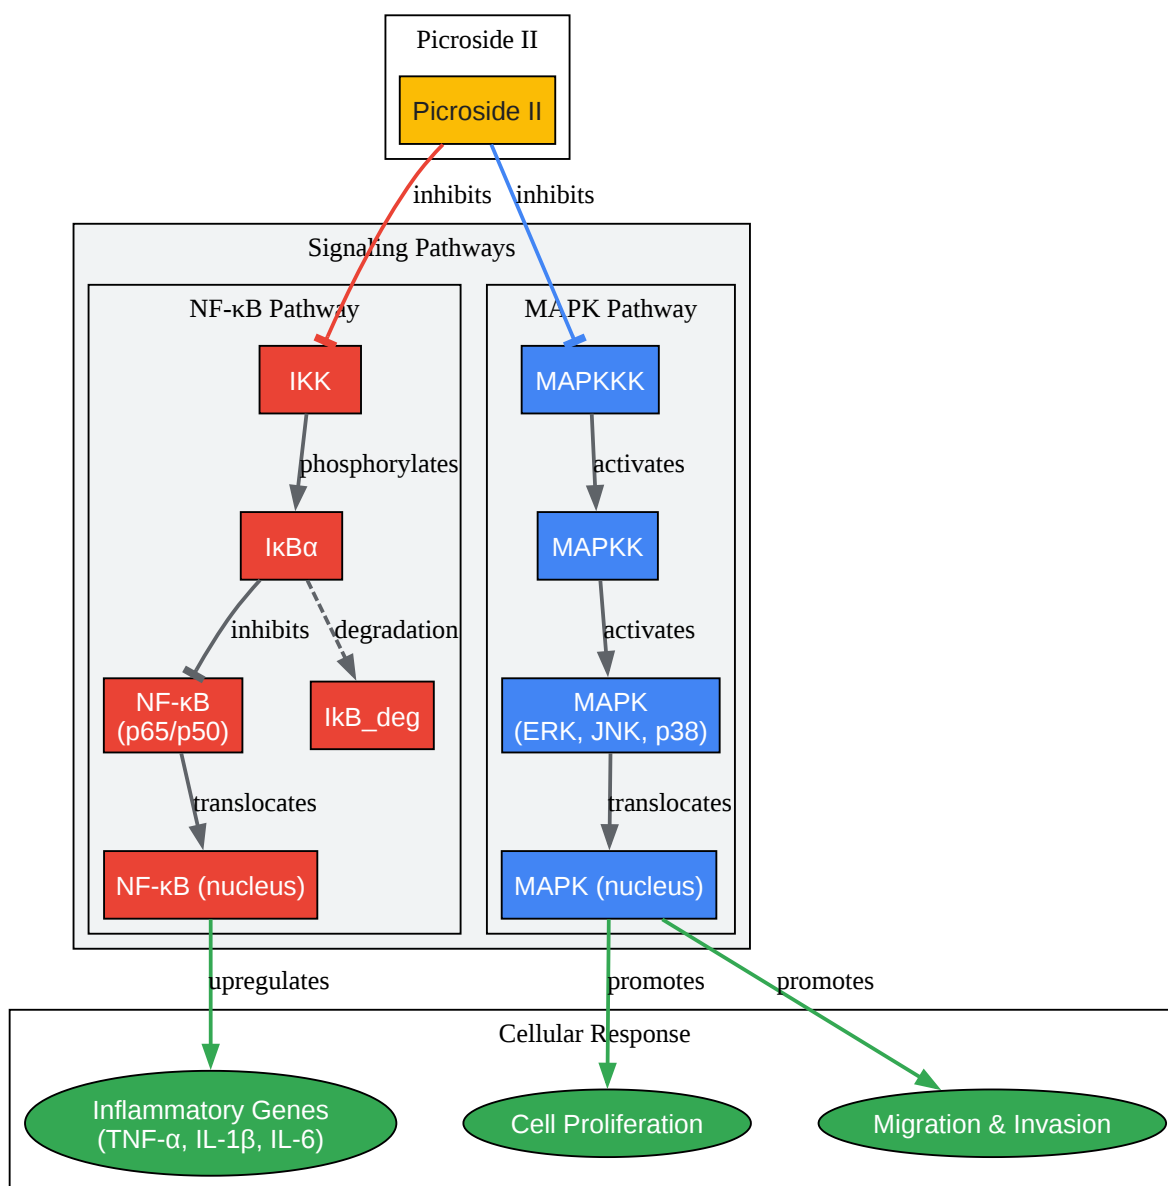 Picroside II
Picroside II
inhibits
inhibits
Signaling Pathways
NF-κB Pathway
MAPK Pathway
IKK
MAPKKK
phosphorylates
activates
IκBα
MAPKK
inhibits
degradation
activates
NF-κB
(p65/p50)
IkB_deg
MAPK
(ERK, JNK, p38)
translocates
translocates
NF-κB (nucleus)
MAPK (nucleus)
upregulates
promotes
promotes
Cellular Response
Inflammatory Genes
(TNF-α, IL-1β, IL-6)
Cell Proliferation
Migration & Invasion